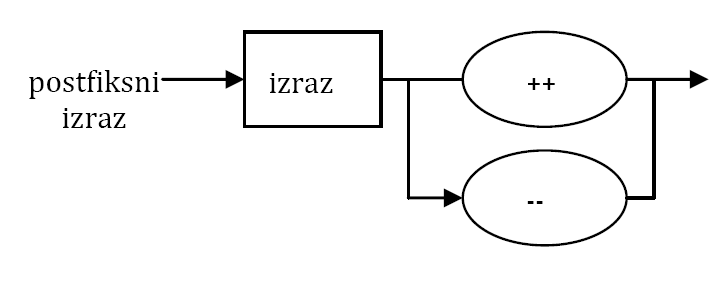 postfiksni
izraz
izraz
++
--